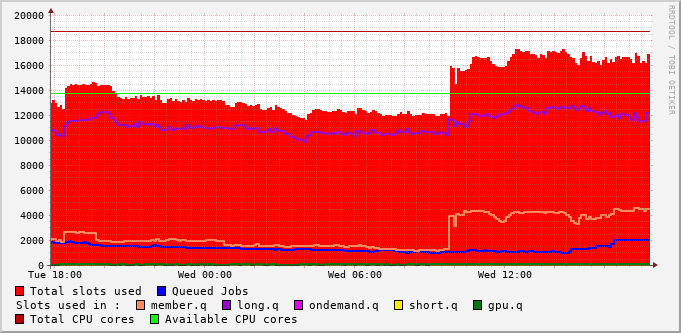 20000
18000
16000
14000
12000
10000
8000
6000
4000
2000
0
Tue 18:00 Wed 00:00 Wed 06:00 Wed 12:00
RRDTOOL / TOBI OETIKER
Total slots used Queued Jobs
Slots used in : member.q long.q ondemand.q short.q gpu.q
Total CPU cores Available CPU cores